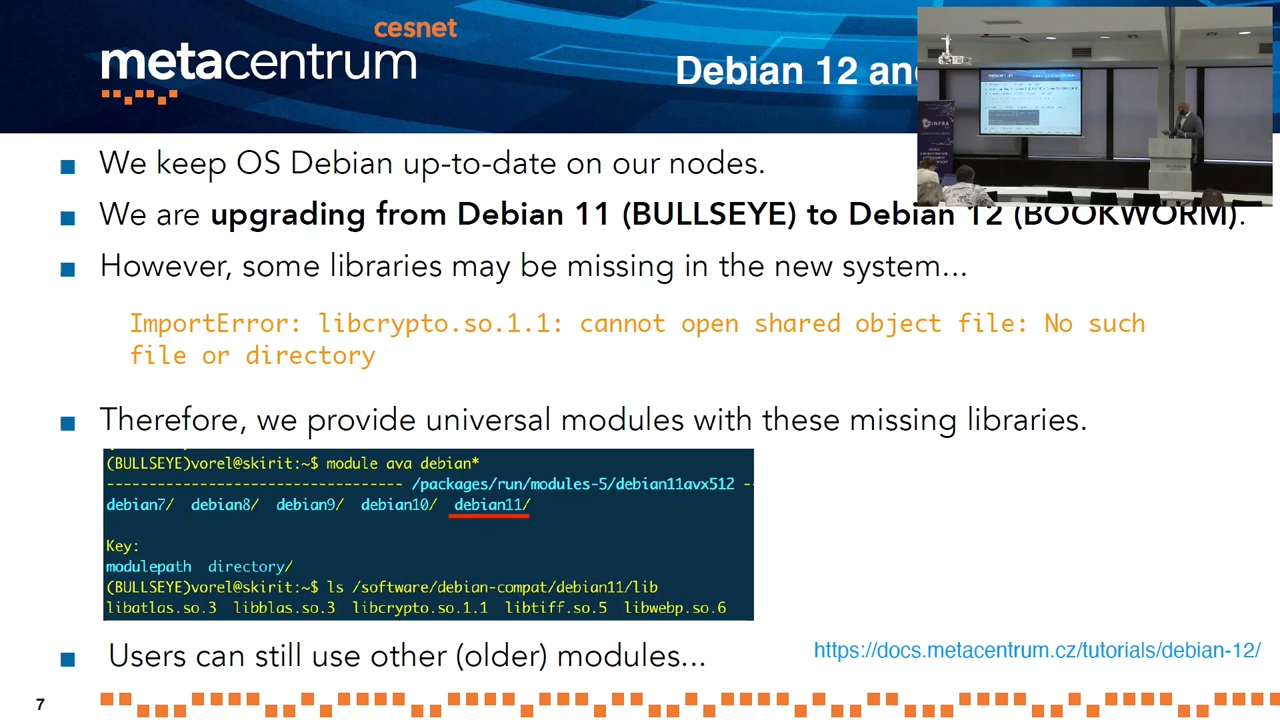 cesnet
metacentrum
Debian 12 and
We keep OS Debian up-to-date on our nodes.
We are upgrading from Debian 11 (BULLSEYE) to Debian 12 (BOOKWORM).
However, some libraries may be missing in the new system...
ImportError: libcrypto.so.1.1: cannot open shared object file: No such
file or directory
Therefore, we provide universal modules with these missing libraries.
(BULLSEYE)vorel@skirit:~$ module ava debian*
---------------------------------- /packages/run/modules-5/debian11avx512 --
debian7/ debian8/ debian9/ debian10/ debian11/
Key:
modulepath directory/
(BULLSEYE)vorel@skirit:~$ ls /software/debian-compat/debian11/lib
libatlas.so.3 libblas.so.3 libcrypto.so.1.1 libtiff.so.5 libwebp.so.6
Users can still use other (older) modules...
https://docs.metacentrum.cz/tutorials/debian-12/
7